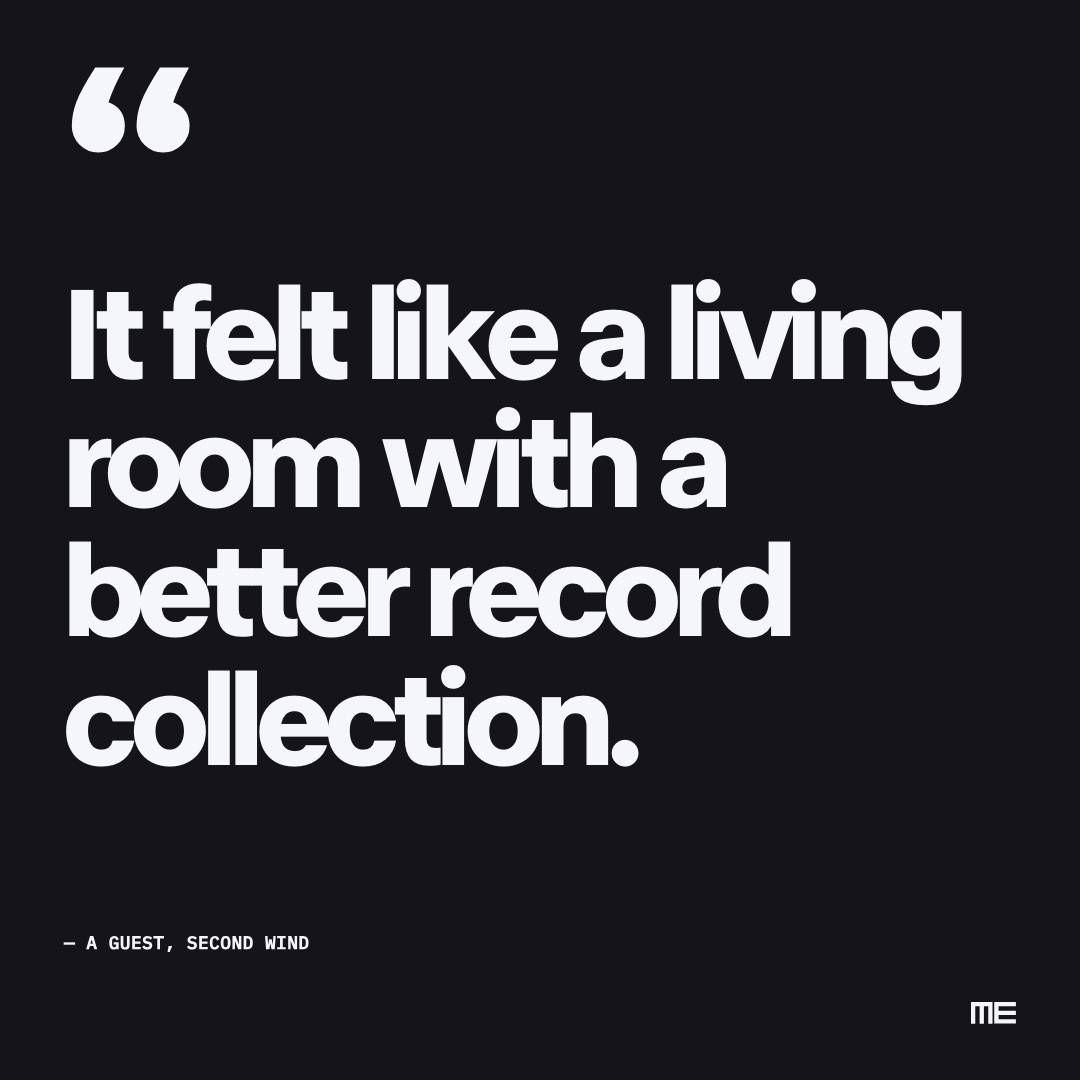 “
It felt like a living
room with a
better record
collection.
— A GUEST, SECOND WIND
ME